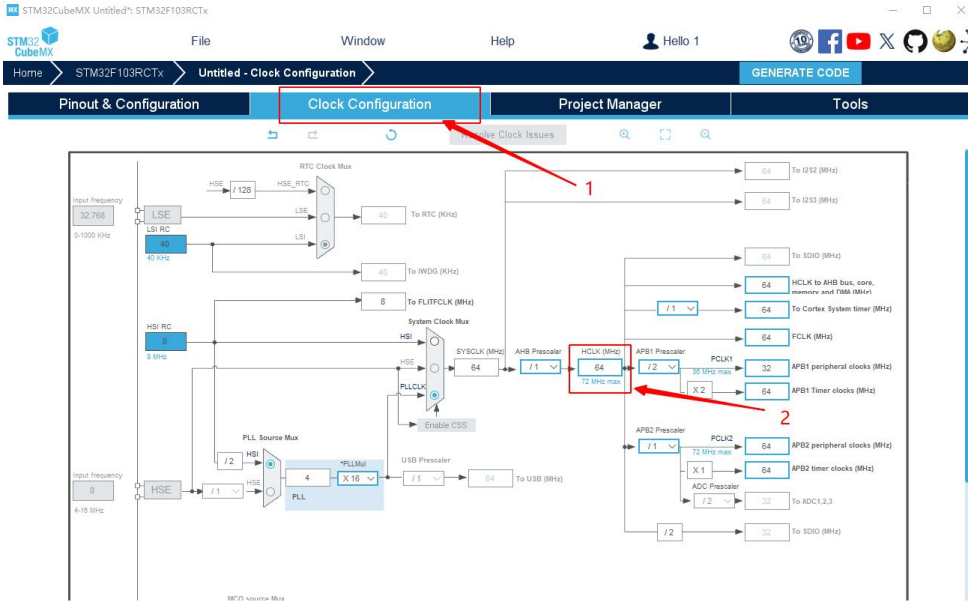 MX STM32CubeMX Untitled*: STM32F103RCTx
STM32 CubeMX
File
Window
Help
Hello 1
10
Home
STM32F103RCTx
Untitled - Clock Configuration
GENERATE CODE
Pinout & Configuration
Clock Configuration
Project Manager
Tools
Resolve Clock Issues
1
RTC Clock Mux
HSE
/ 128
HSE_RTC
Input frequency
32.768
0-1000 KHz
LSE
LSE
40
To RTC (KHz)
LSI RC
40
40 KHz
LSI
40
To IWDG (KHz)
8
To FLITFCLK (MHz)
System Clock Mux
HSI RC
8
8 MHz
HSI
HSE
PLLCLK
SYSCLK (MHz)
64
AHB Prescaler
/ 1
HCLK (MHz)
64
72 MHz max
Enable CSS
PLL Source Mux
/ 2
HSI
HSE
Input frequency
8
4-16 MHz
HSE
/ 1
4
PLL
*PLLMul
X 16
USB Prescaler
/ 1
64
To USB (MHz)
64
To I2S2 (MHz)
64
To I2S3 (MHz)
64
To SDIO (MHz)
64
HCLK to AHB bus, core,
memory and DMA (MHz)
/ 1
64
To Cortex System timer (MHz)
64
FCLK (MHz)
APB1 Prescaler
/ 2
PCLK1
36 MHz max
32
APB1 peripheral clocks (MHz)
X 2
64
APB1 Timer clocks (MHz)
2
APB2 Prescaler
/ 1
PCLK2
72 MHz max
64
APB2 peripheral clocks (MHz)
X 1
64
APB2 timer clocks (MHz)
ADC Prescaler
/ 2
32
To ADC1,2,3
/ 2
32
To SDIO (MHz)
MCO source Mux